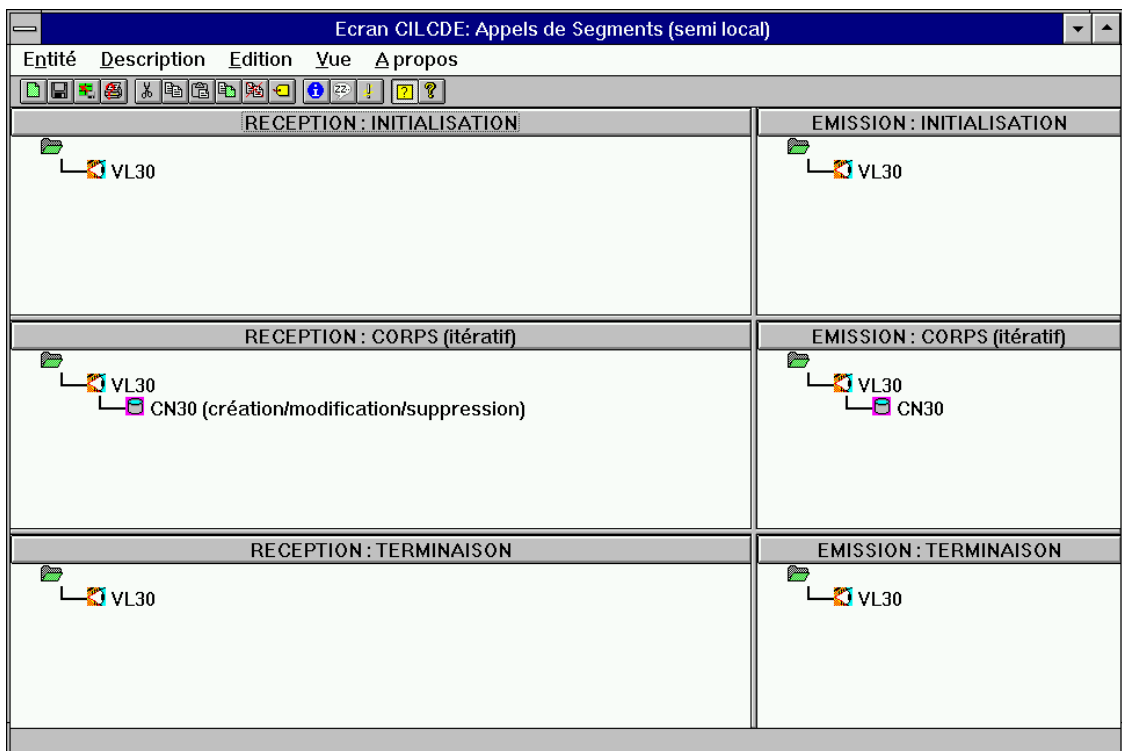 Ecran CILCDE: Appels de Segments (semi local)
Entité Description Edition Vue A propos
RECEPTION : INITIALISATION
EMISSION : INITIALISATION
VL30
VL30
RECEPTION : CORPS (itératif)
EMISSION : CORPS (itératif)
VL30
VL30
CN30 (création/modification/suppression)
CN30
RECEPTION : TERMINAISON
EMISSION : TERMINAISON
VL30
VL30